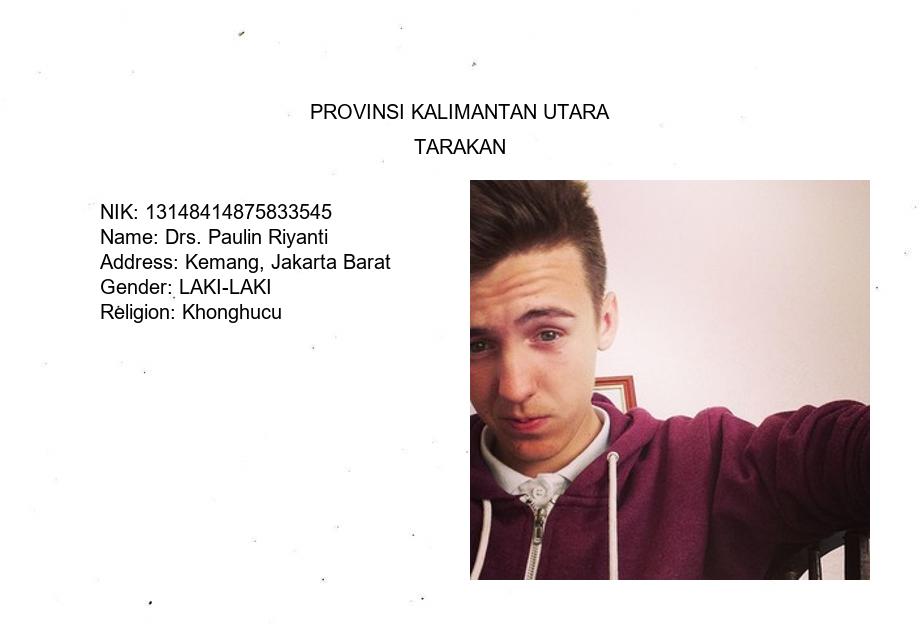 PROVINSI KALIMANTAN UTARA
TARAKAN
NIK: 13148414875833545
Name: Drs. Paulin Riyanti
Address: Kemang, Jakarta Barat
Gender: LAKI-LAKI
Religion: Khonghucu